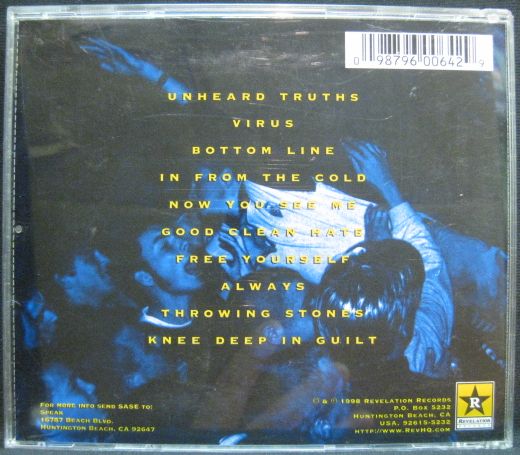 0 98796 00642 9
UNHEARD TRUTHS
VIRUS
BOTTOM LINE
IN FROM THE COLD
NOW YOU SEE ME
GOOD CLEAN HATE
FREE YOURSELF
ALWAYS
THROWING STONES
KNEE DEEP IN GUILT
FOR MORE INFO SEND SASE TO:
SPEAK
16787 BEACH BLVD.
HUNTINGTON BEACH, CA 92647
© & ℗ 1998 REVELATION RECORDS
P.O. BOX 5232
HUNTINGTON BEACH, CA
USA. 92615-5232
HTTP://WWW.REVHQ.COM
R
REVELATION